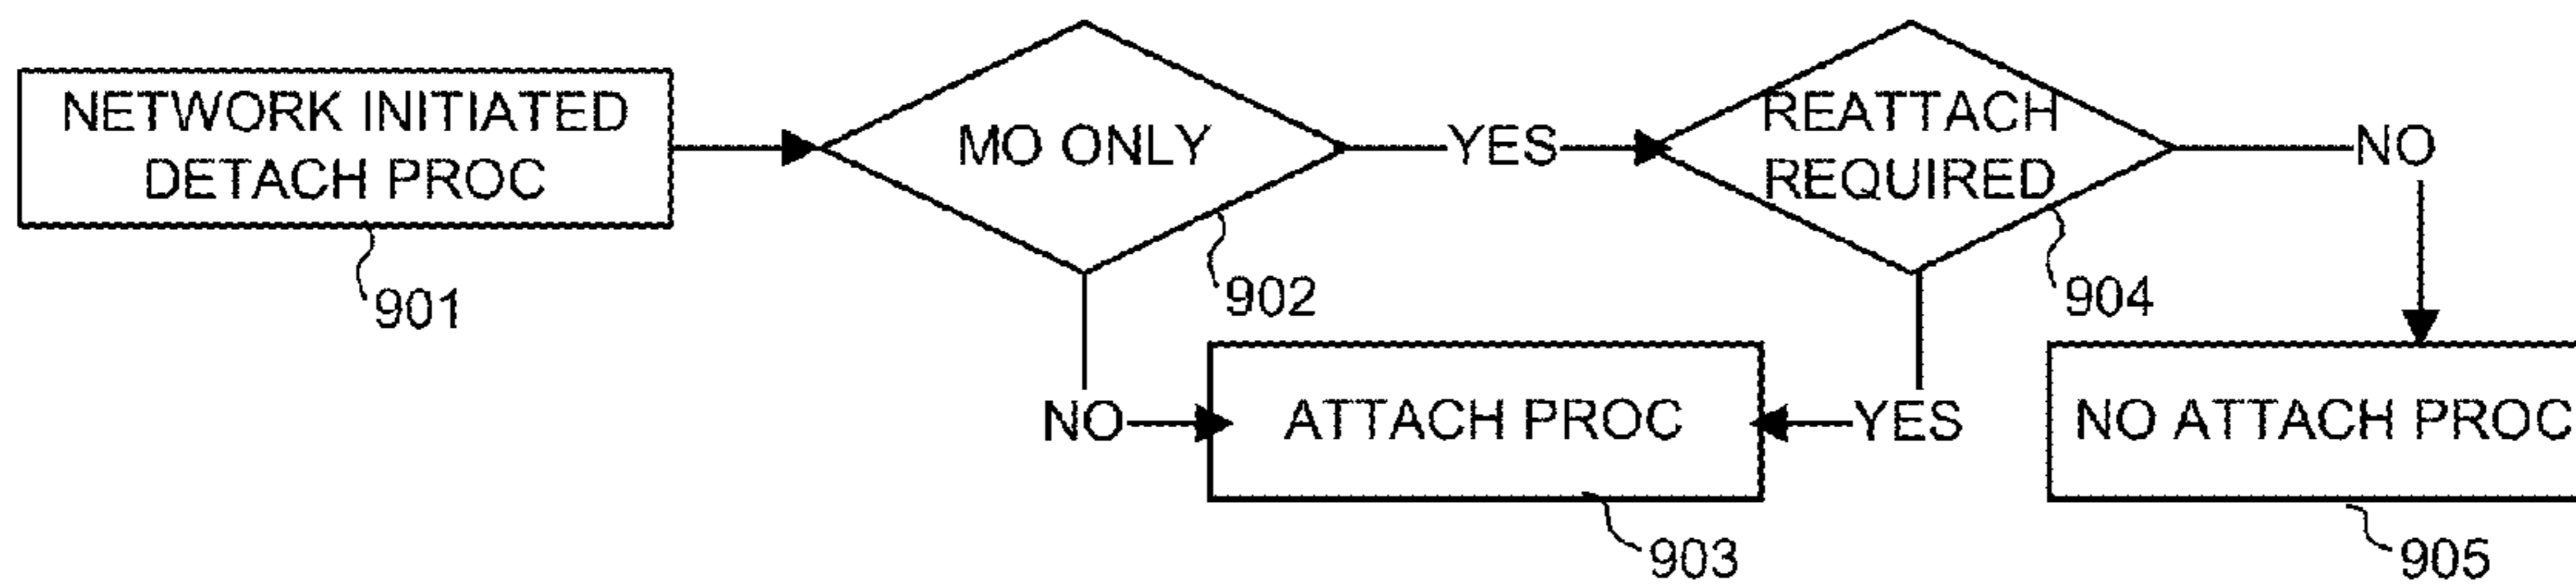 NETWORK INITIATED
DETACH PROC
901
MO ONLY
902
YES
REATTACH
REQUIRED
904
NO
NO
ATTACH PROC
903
YES
NO ATTACH PROC
905